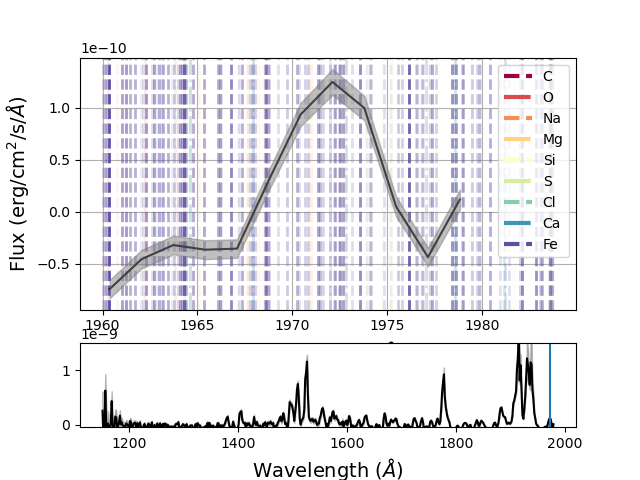 1e−10
Flux (erg/cm²/s/Å)
1.0
0.5
0.0
−0.5
C
O
Na
Mg
Si
S
Cl
Ca
Fe
1960 1965 1970 1975 1980
1e−9
1
0
1200 1400 1600 1800 2000
Wavelength (Å)